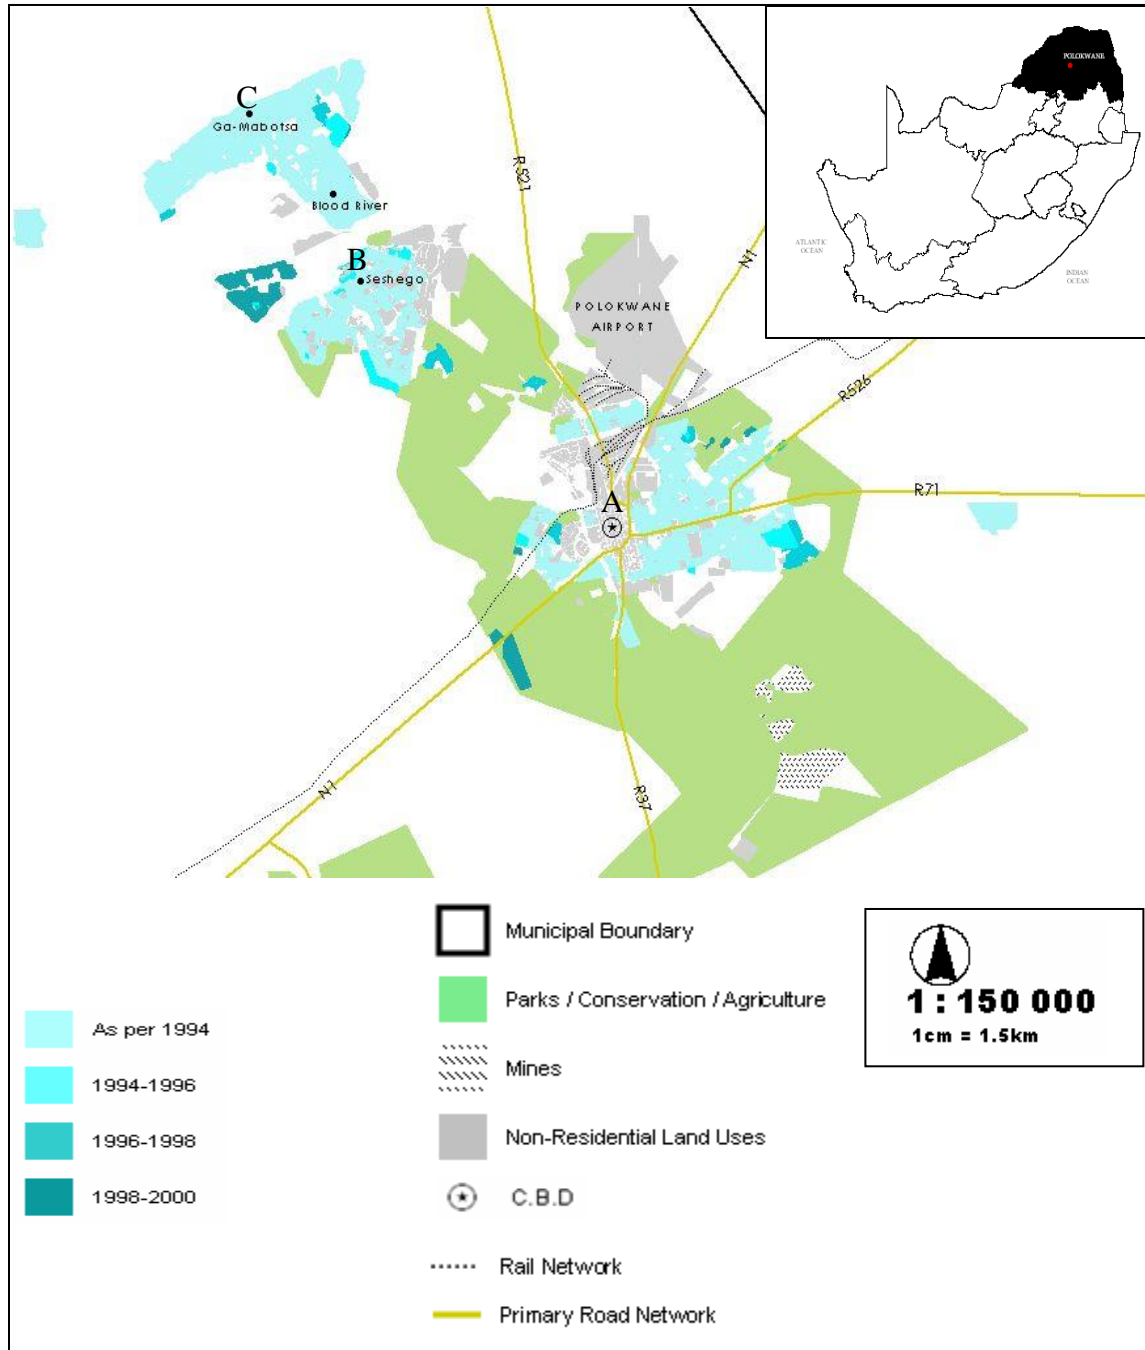 POLOKWANE
ATLANTIC
OCEAN
INDIAN
OCEAN
C
Ga-Mabotsa
Blood River
B
Seshego
R521
N1
POLOKWANE
AIRPORT
R526
A
R71
N1
R37
Municipal Boundary
Parks / Conservation / Agriculture
Mines
Non-Residential Land Uses
C.B.D
Rail Network
Primary Road Network
As per 1994
1994-1996
1996-1998
1998-2000
1 : 150 000
1cm = 1.5km